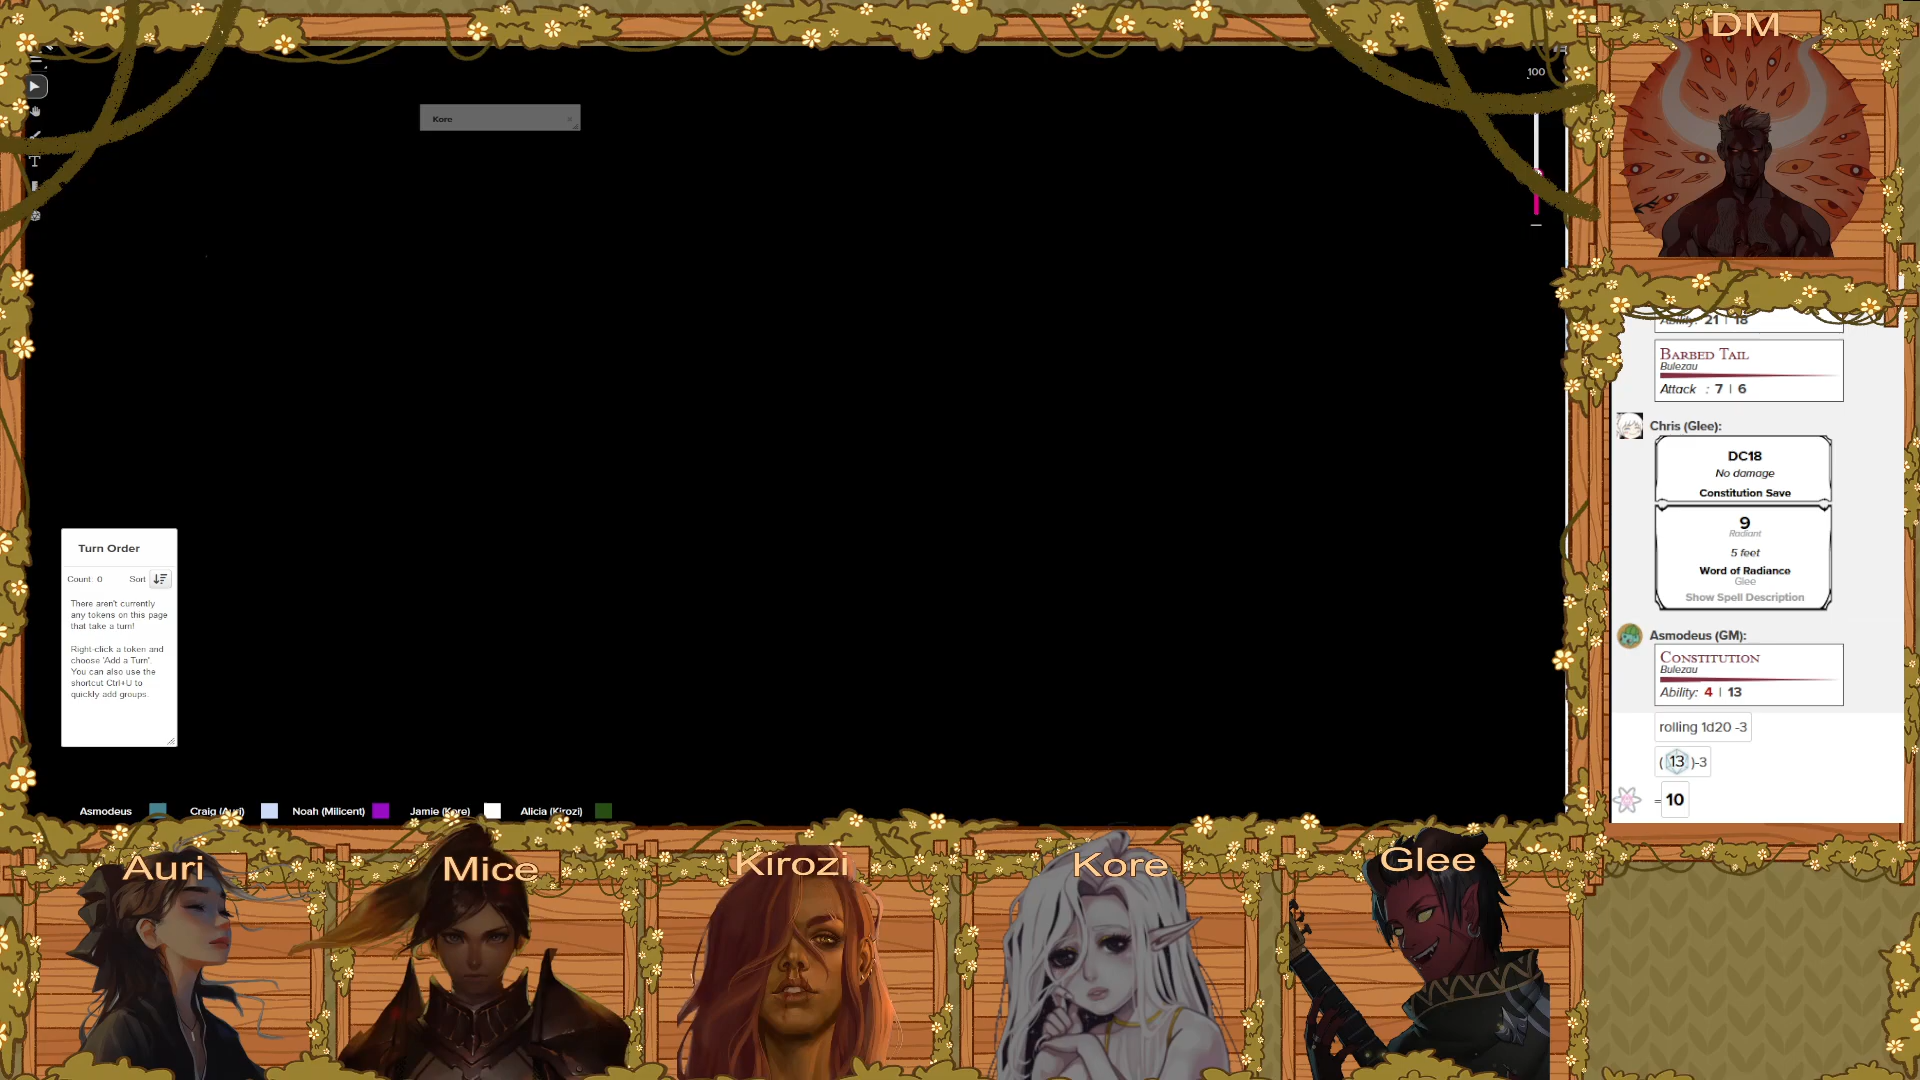 DM
100
Kore
T
Turn Order
Count: 0 Sort
There aren't currently
any tokens on this page
that take a turn!
Right-click a token and
choose 'Add a Turn'.
You can also use the
shortcut Ctrl+U to
quickly add groups.
Asmodeus
Craig (Auri)
Noah (Milicent)
Jamie (Kore)
Alicia (Kirozi)
Ability: 21 | 18
Barbed Tail
Bulezau
Attack : 7 | 6
Chris (Glee):
DC18
No damage
Constitution Save
9
Radiant
5 feet
Word of Radiance
Glee
Show Spell Description
Asmodeus (GM):
Constitution
Bulezau
Ability: 4 | 13
rolling 1d20 -3
(13)-3
= 10
Auri
Mice
Kirozi
Kore
Glee